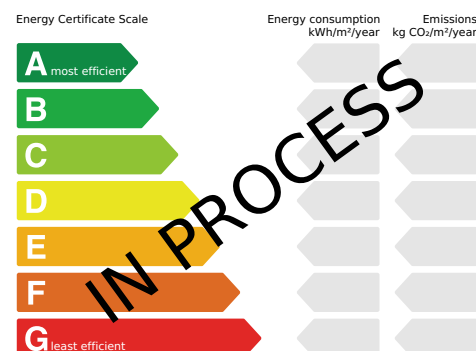 Energy Certificate Scale
Energy consumption
kWh/m²/year
Emissions
kg CO₂/m²/year
A most efficient
B
C
D
E
F
G least efficient
IN PROCESS